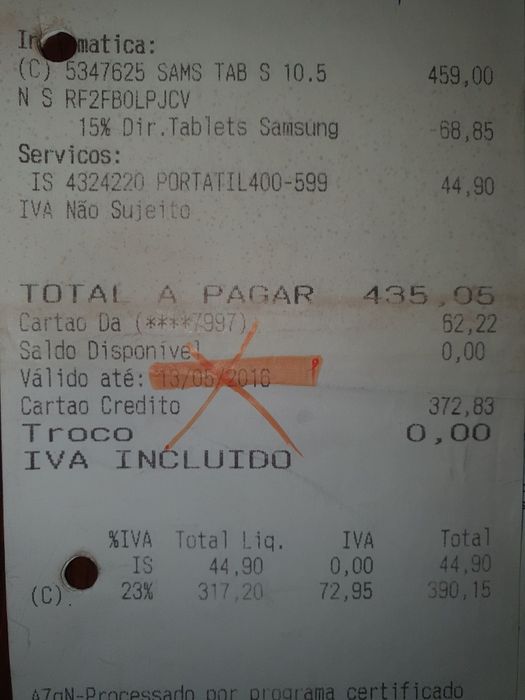 In matica:
(C) 5347625 SAMS TAB S 10.5 459,00
N S RF2FB0LPJCV
15% Dir.Tablets Samsung -68,85
Servicos:
IS 4324220 PORTATIL400-599 44,90
IVA Não Sujeito
TOTAL A PAGAR 435,05
Cartao Da (****7997) 62,22
Saldo Disponivel 0,00
Válido até: 13/05/2016
Cartao Credito 372,83
Troco 0,00
IVA INCLUIDO
%IVA Total Liq. IVA Total
IS 44,90 0,00 44,90
(C). 23% 317,20 72,95 390,15
A7qN-Processado por programa certificado